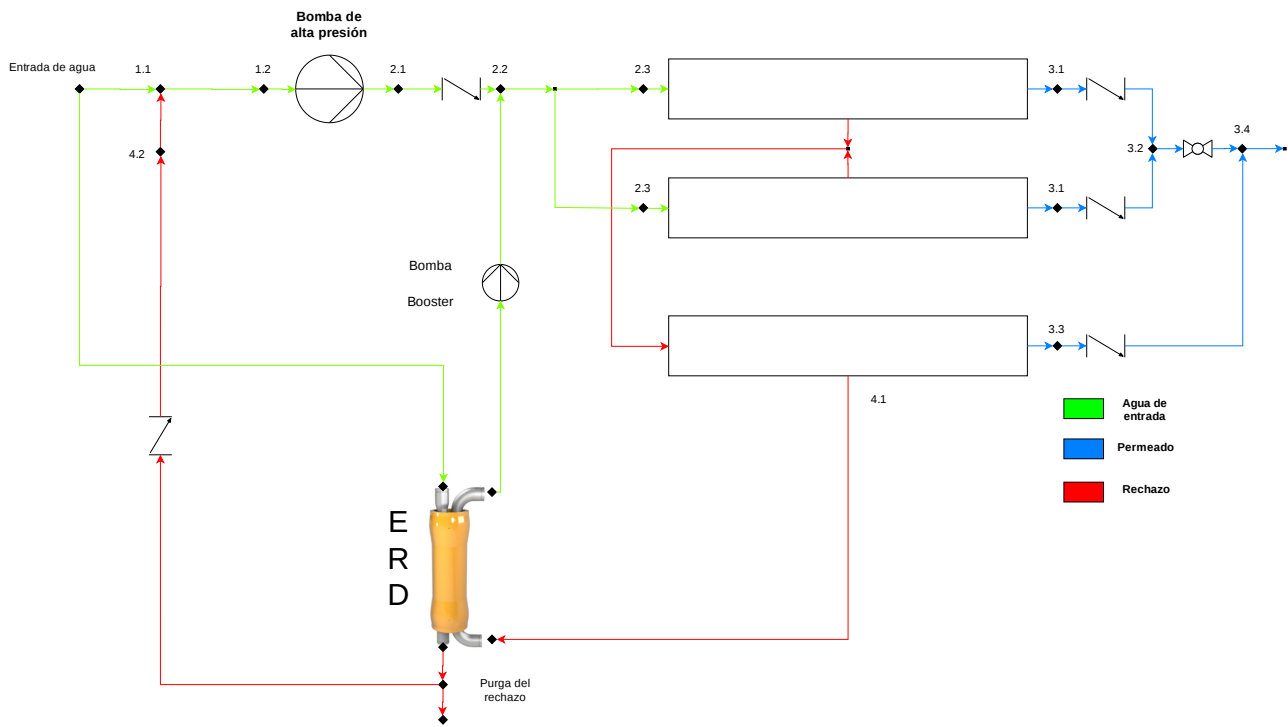 Bomba de
alta presión
Entrada de agua
1.1
1.2
2.1
2.2
2.3
3.1
4.2
3.2
3.4
2.3
3.1
Bomba
Booster
3.3
4.1
Agua de
entrada
Permeado
Rechazo
E
R
D
Purga del
rechazo